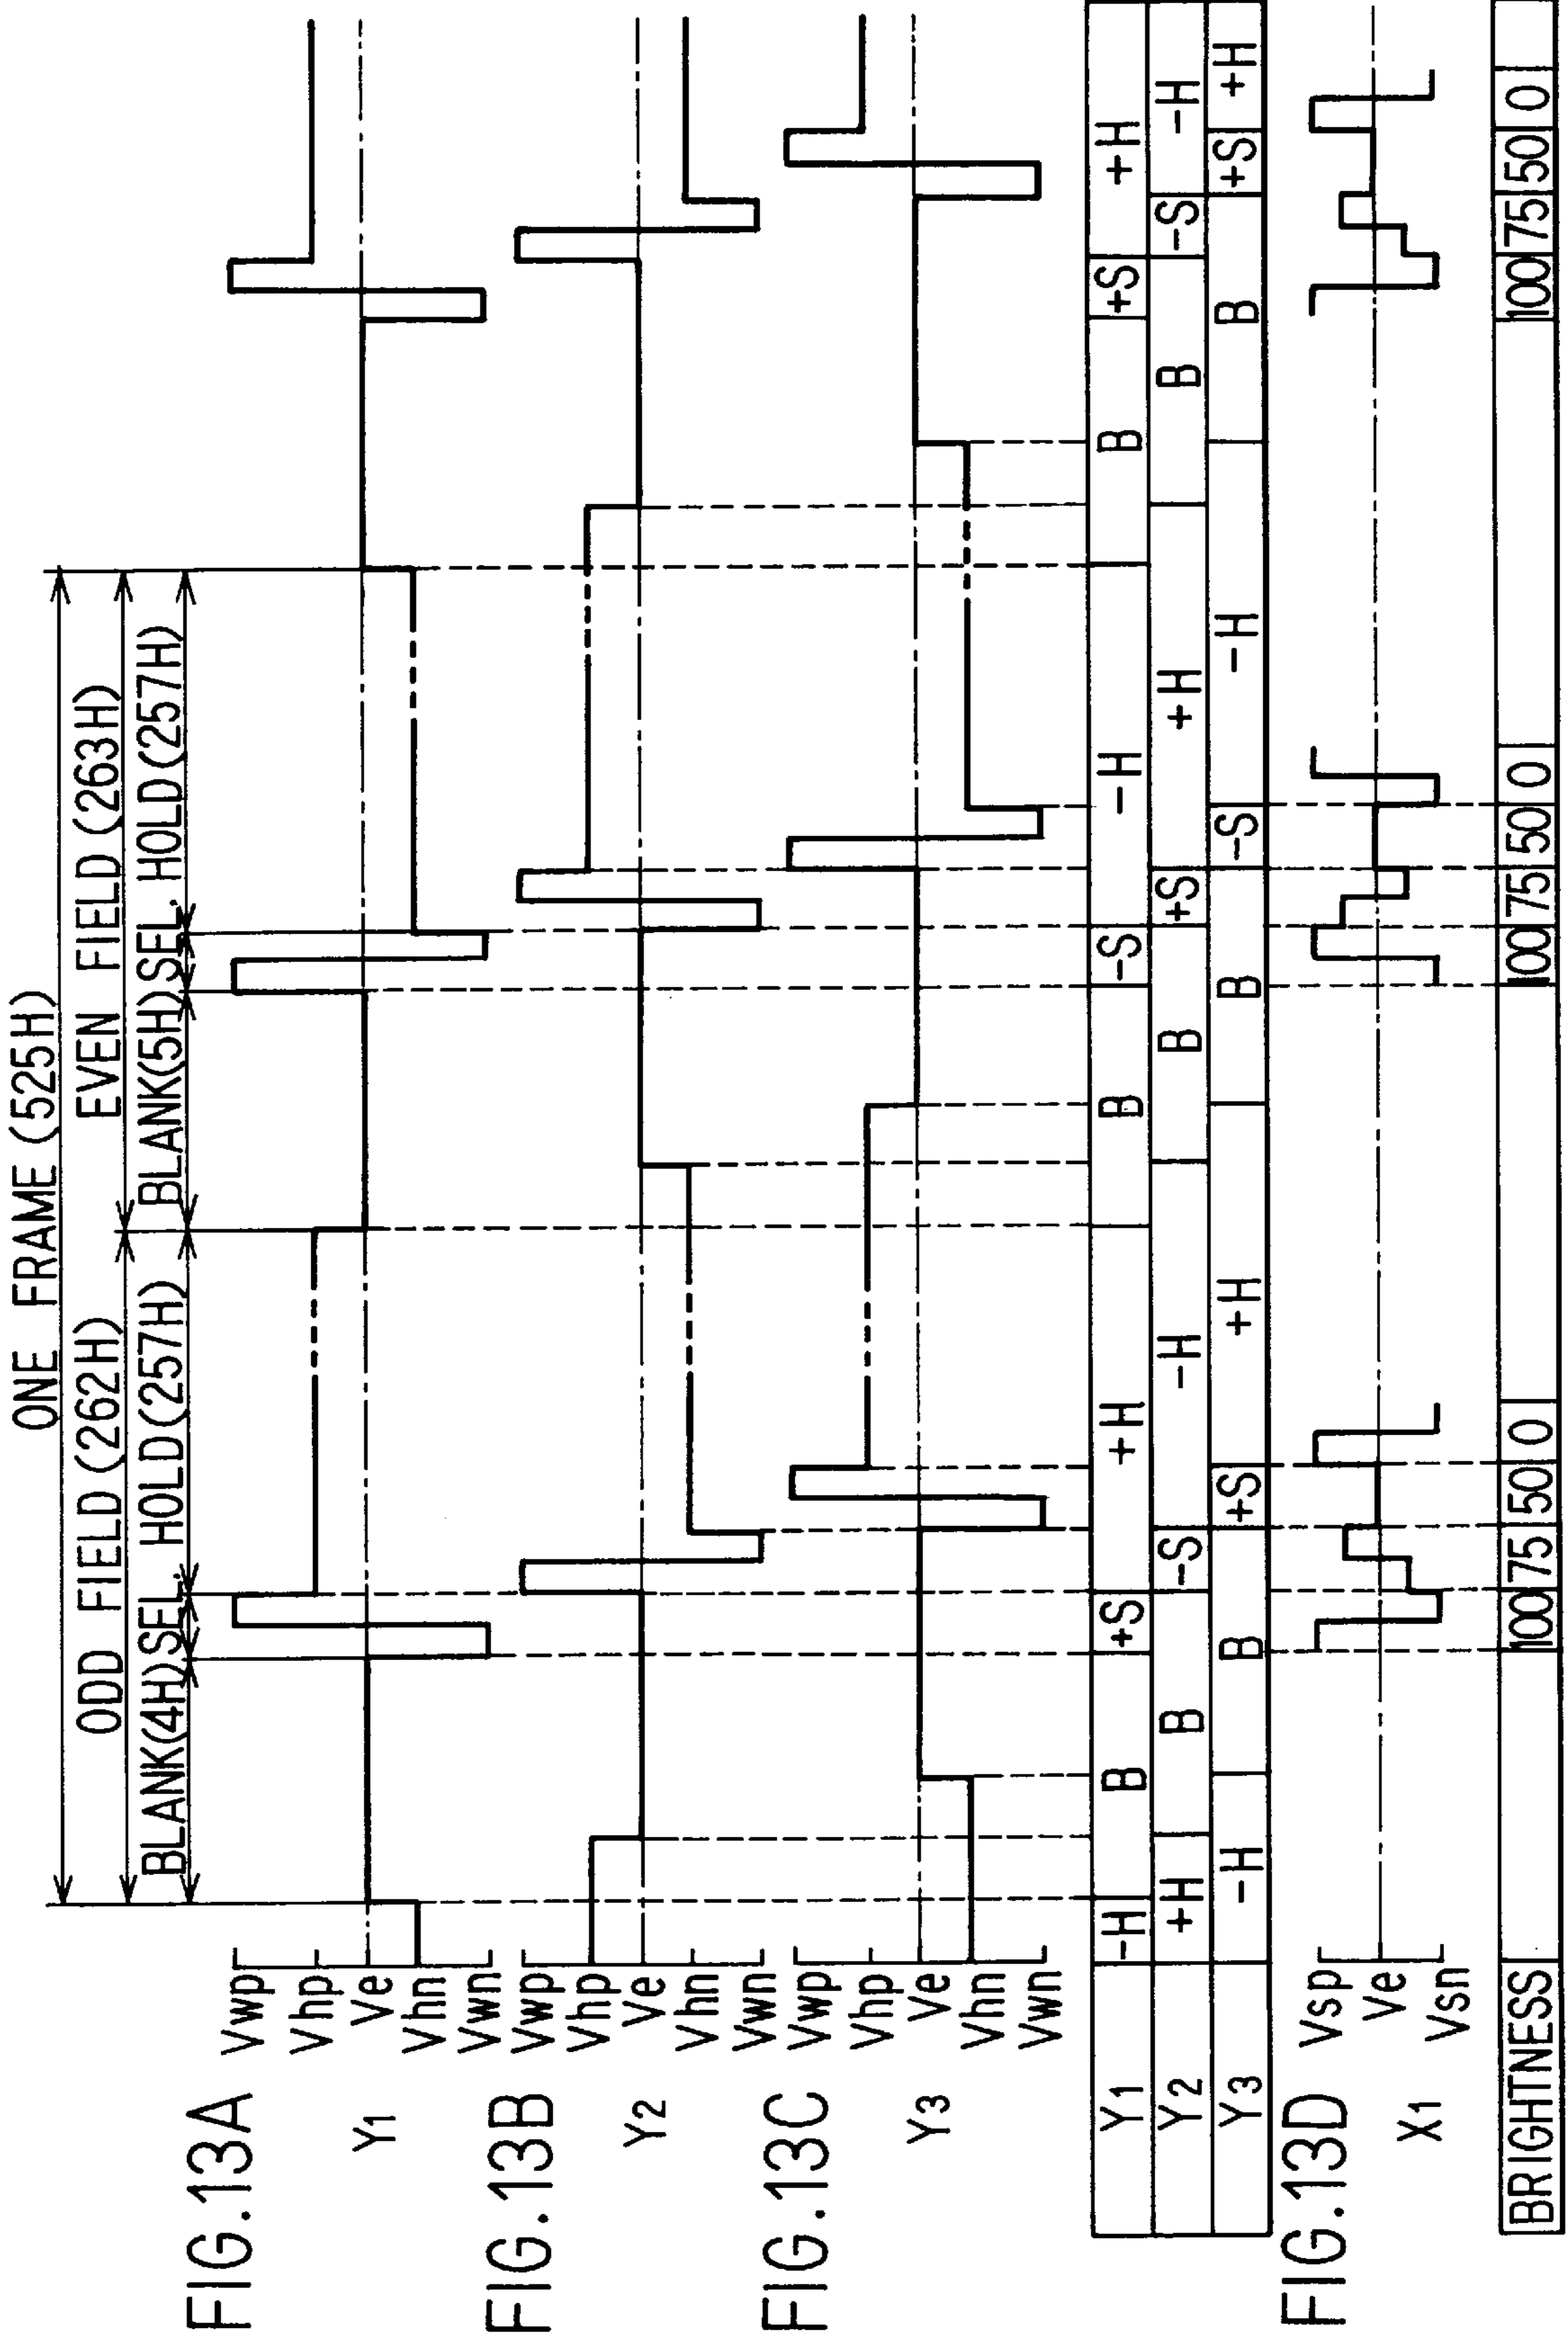 ONE FRAME (525H)
ODD FIELD (262H) EVEN FIELD (263H)
BLANK(4H) SEL. HOLD(257H) BLANK(5H) SEL. HOLD(257H)
FIG.13A
Y1
Vwp
Vhp
Ve
Vhn
Vwn
FIG.13B
Y2
Vwp
Vhp
Ve
Vhn
Vwn
FIG.13C
Y3
Vwp
Vhp
Ve
Vhn
Vwn
Y1 -H B +S +H B -S -H B +S +H
Y2 +H B -S -H B +S +H B -S -H
Y3 -H B +S +H B -S -H B +S +H
FIG.13D
X1
Vsp
Ve
Vsn
BRIGHTNESS 100 75 50 0 100 75 50 0 100 75 50 0